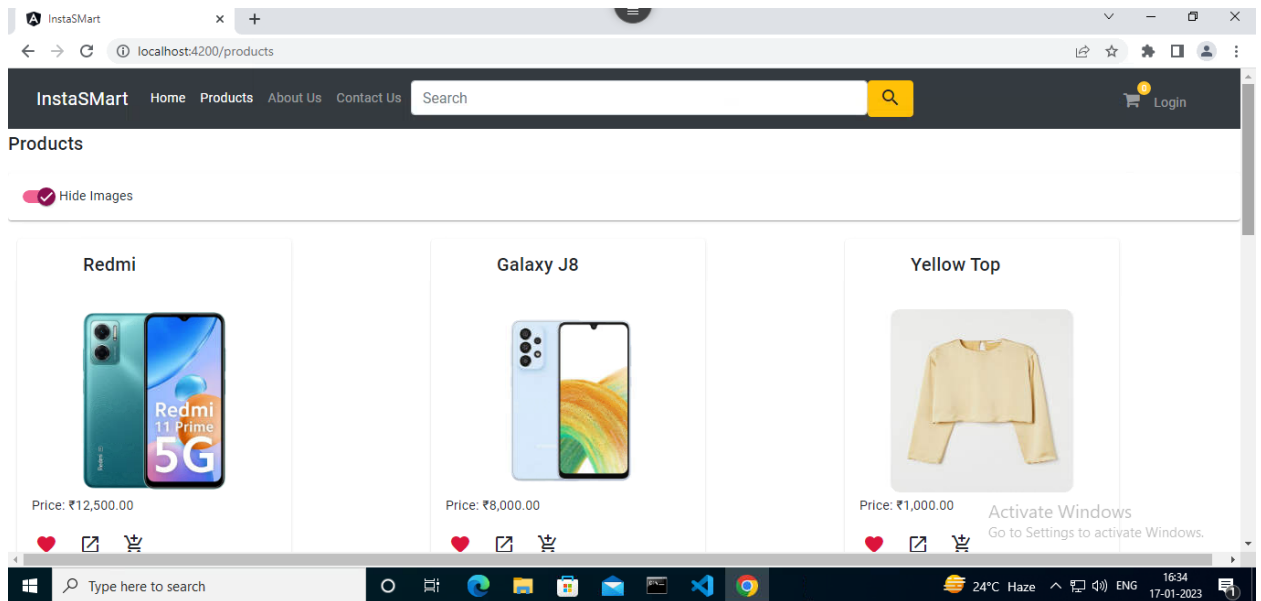 InstaSMart
localhost:4200/products
InstaSMart Home Products About Us Contact Us Search 0 Login
Products
Hide Images
Redmi Galaxy J8 Yellow Top
Redmi
11 Prime
5G
Price: ₹12,500.00 Price: ₹8,000.00 Price: ₹1,000.00
Activate Windows
Go to Settings to activate Windows.
Type here to search 24°C Haze ENG 16:34
17-01-2023 1